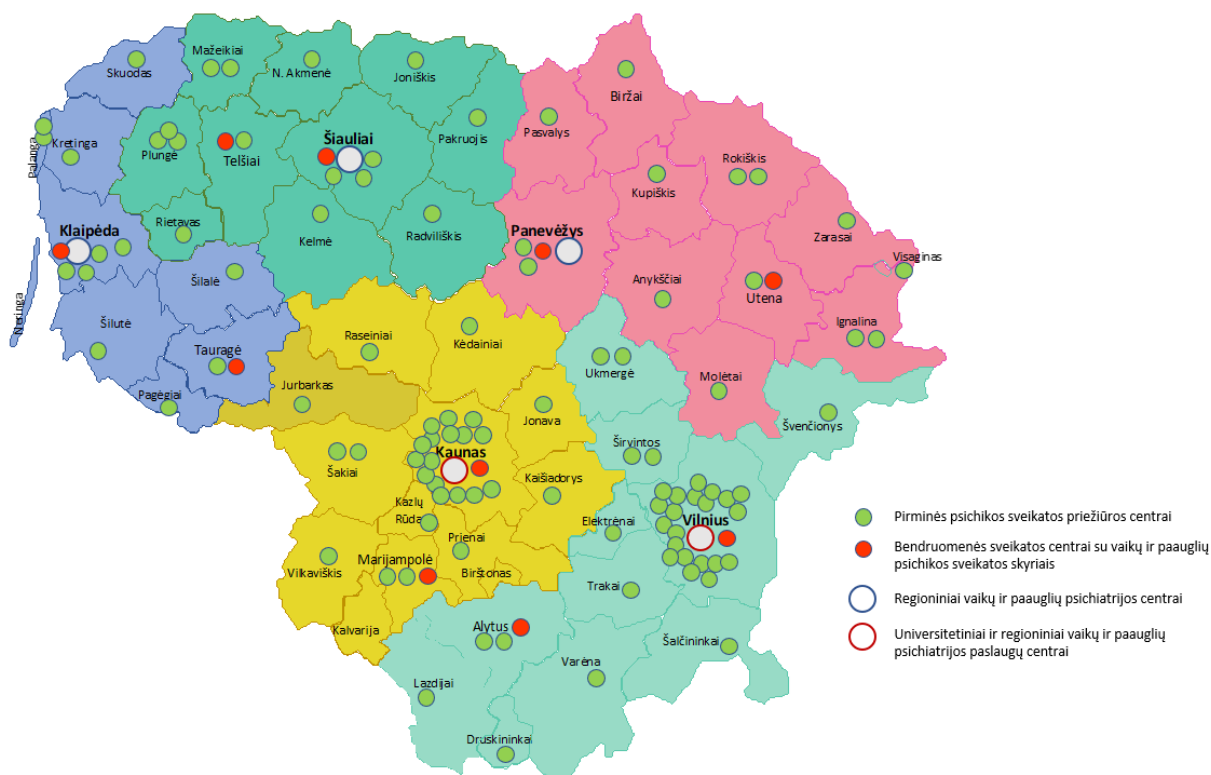 Skuodas
Mažeikiai
N. Akmenė
Joniškis
Biržai
Pasvalys
Palanga
Kretinga
Plungė
Telšiai
Šiauliai
Pakruojis
Rokiškis
Kupiškis
Rietavas
Kelmė
Radviliškis
Panevėžys
Zarasai
Visaginas
Klaipėda
Šilalė
Anykščiai
Utena
Neringa
Šilutė
Tauragė
Raseiniai
Kėdainiai
Ignalina
Ukmergė
Molėtai
Pagėgiai
Jurbarkas
Jonava
Švenčionys
Širvintos
Kaunas
Šakiai
Kaišiadorys
Kazlų
Rūda
Elektrėnai
Vilnius
Prienai
Vilkaviškis
Marijampolė
Birštonas
Trakai
Kalvarija
Alytus
Šalčininkai
Varėna
Lazdijai
Druskininkai
Pirminės psichikos sveikatos priežiūros centrai
Bendruomenės sveikatos centrai su vaikų ir paauglių
psichikos sveikatos skyriais
Regioniniai vaikų ir paauglių psichiatrijos centrai
Universitetiniai ir regioniniai vaikų ir paauglių
psichiatrijos paslaugų centrai